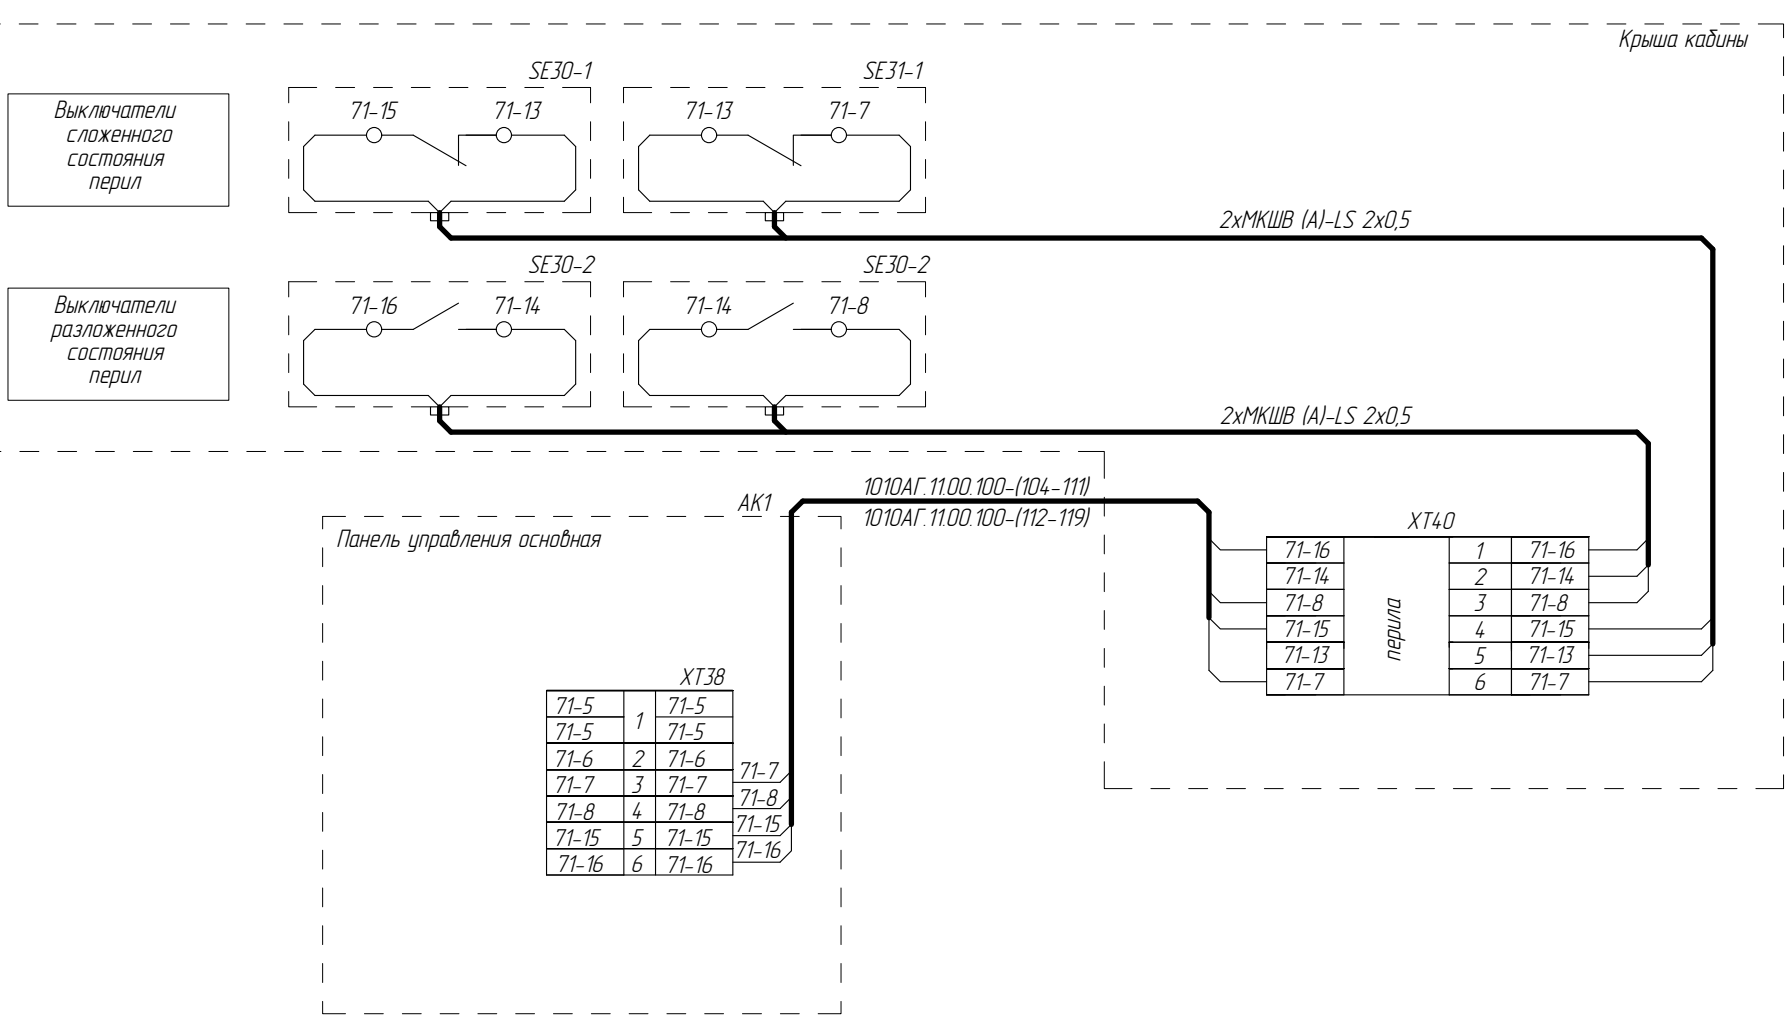 Крыша кабины
Выключатели
сложенного
состояния
перил
SE30-1
71-15
71-13
SE31-1
71-13
71-7
2хМКШВ (А)-LS 2х0,5
Выключатели
разложенного
состояния
перил
SE30-2
71-16
71-14
SE30-2
71-14
71-8
2хМКШВ (А)-LS 2х0,5
1010АГ.11.00.100-(104-111)
1010АГ.11.00.100-(112-119)
АК1
Панель управления основная
ХТ38
71-5 1 71-5
71-5 71-5
71-6 2 71-6
71-7 3 71-7 71-7
71-8 4 71-8 71-8
71-15 5 71-15 71-15
71-16 6 71-16 71-16
ХТ40
перила
71-16 1 71-16
71-14 2 71-14
71-8 3 71-8
71-15 4 71-15
71-13 5 71-13
71-7 6 71-7